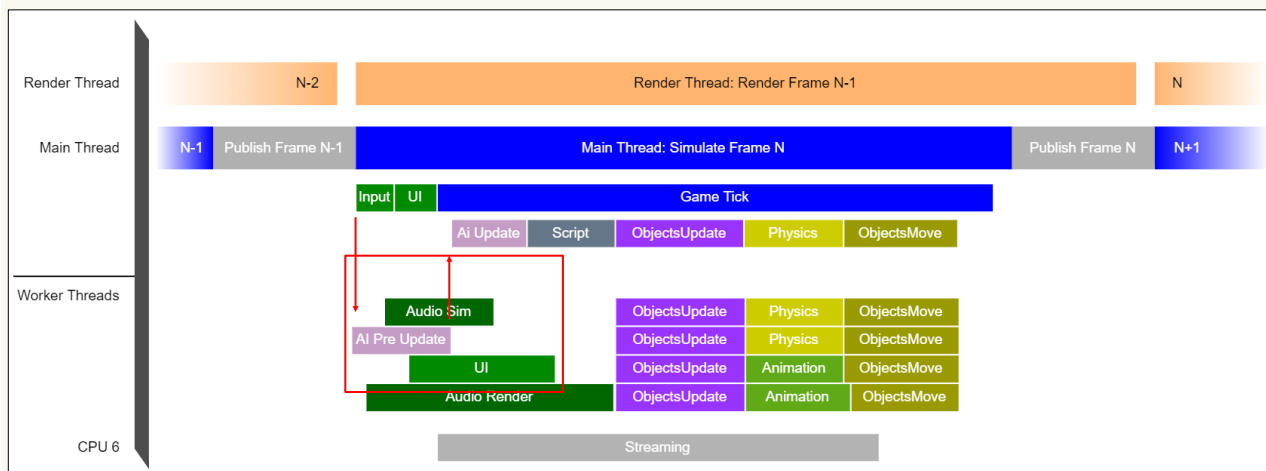 Render Thread
N-2
Render Thread: Render Frame N-1
N
Main Thread
N-1
Publish Frame N-1
Main Thread: Simulate Frame N
Publish Frame N
N+1
Input
UI
Game Tick
Ai Update
Script
ObjectsUpdate
Physics
ObjectsMove
Worker Threads
Audio Sim
ObjectsUpdate
Physics
ObjectsMove
AI Pre Update
ObjectsUpdate
Physics
ObjectsMove
UI
ObjectsUpdate
Animation
ObjectsMove
Audio Render
ObjectsUpdate
Animation
ObjectsMove
CPU 6
Streaming